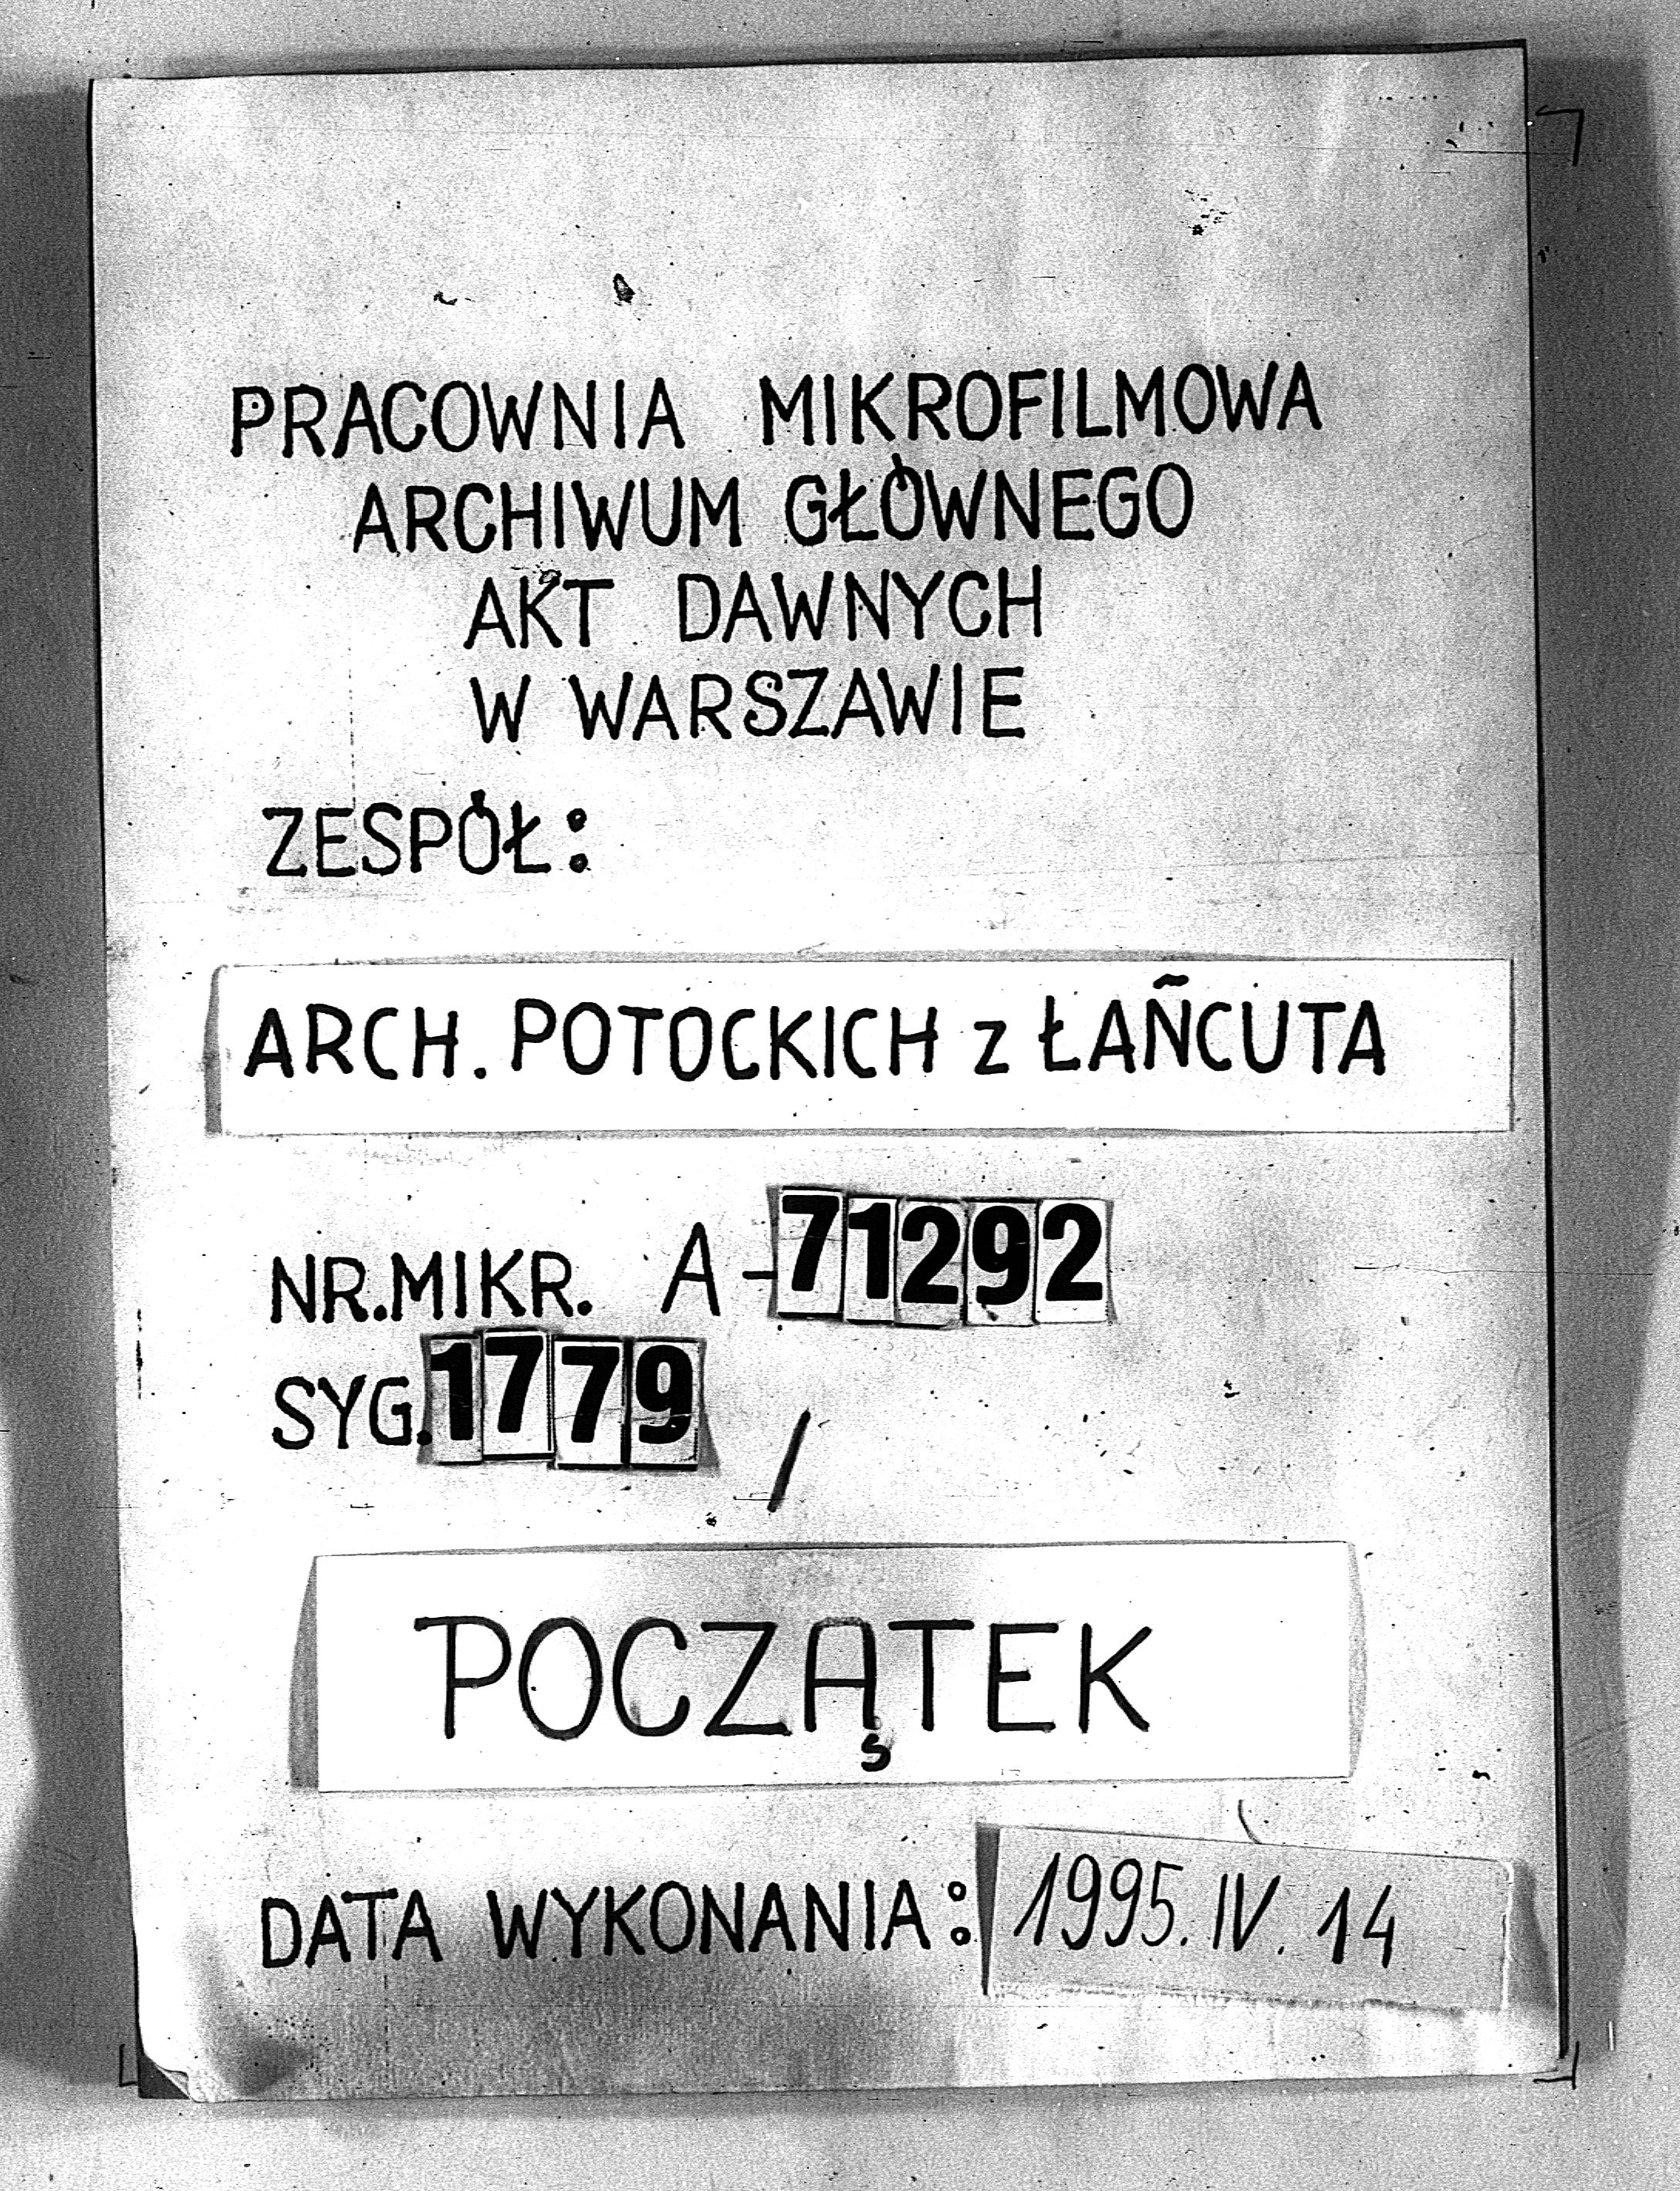 PRACOWNIA MIKROFILMOWA
ARCHIWUM GŁÓWNEGO
AKT DAWNYCH
W WARSZAWIE
ZESPÓŁ:
ARCH. POTOCKICH z ŁAŃCUTA
NR.MIKR. A-71292
SYG.1779 /
POCZĄTEK
DATA WYKONANIA: 1995.IV.14